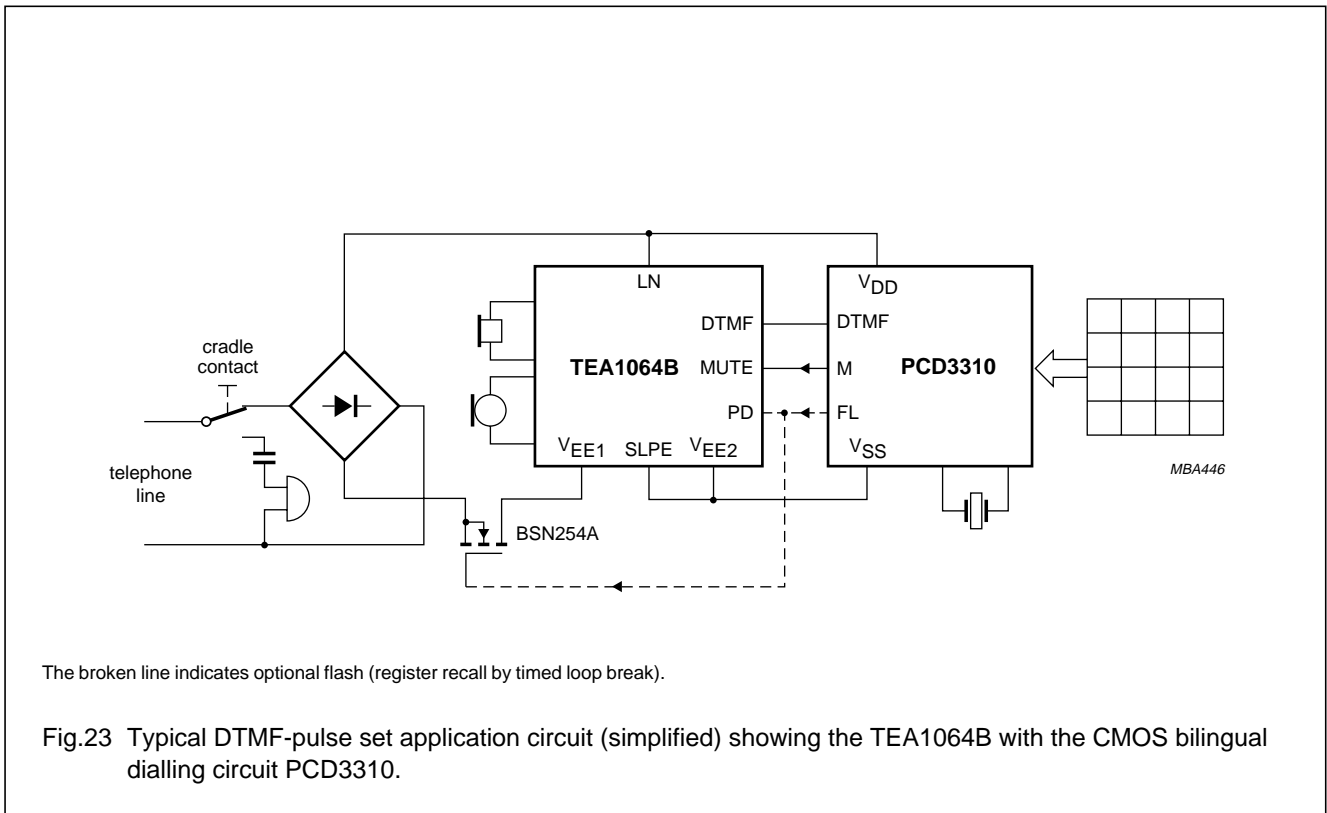 LN
VDD
DTMF
DTMF
cradle
contact
TEA1064B
MUTE
M
PCD3310
PD
FL
VEE1
SLPE
VEE2
VSS
telephone
line
MBA446
BSN254A
The broken line indicates optional flash (register recall by timed loop break).
Fig.23 Typical DTMF-pulse set application circuit (simplified) showing the TEA1064B with the CMOS bilingual
dialling circuit PCD3310.